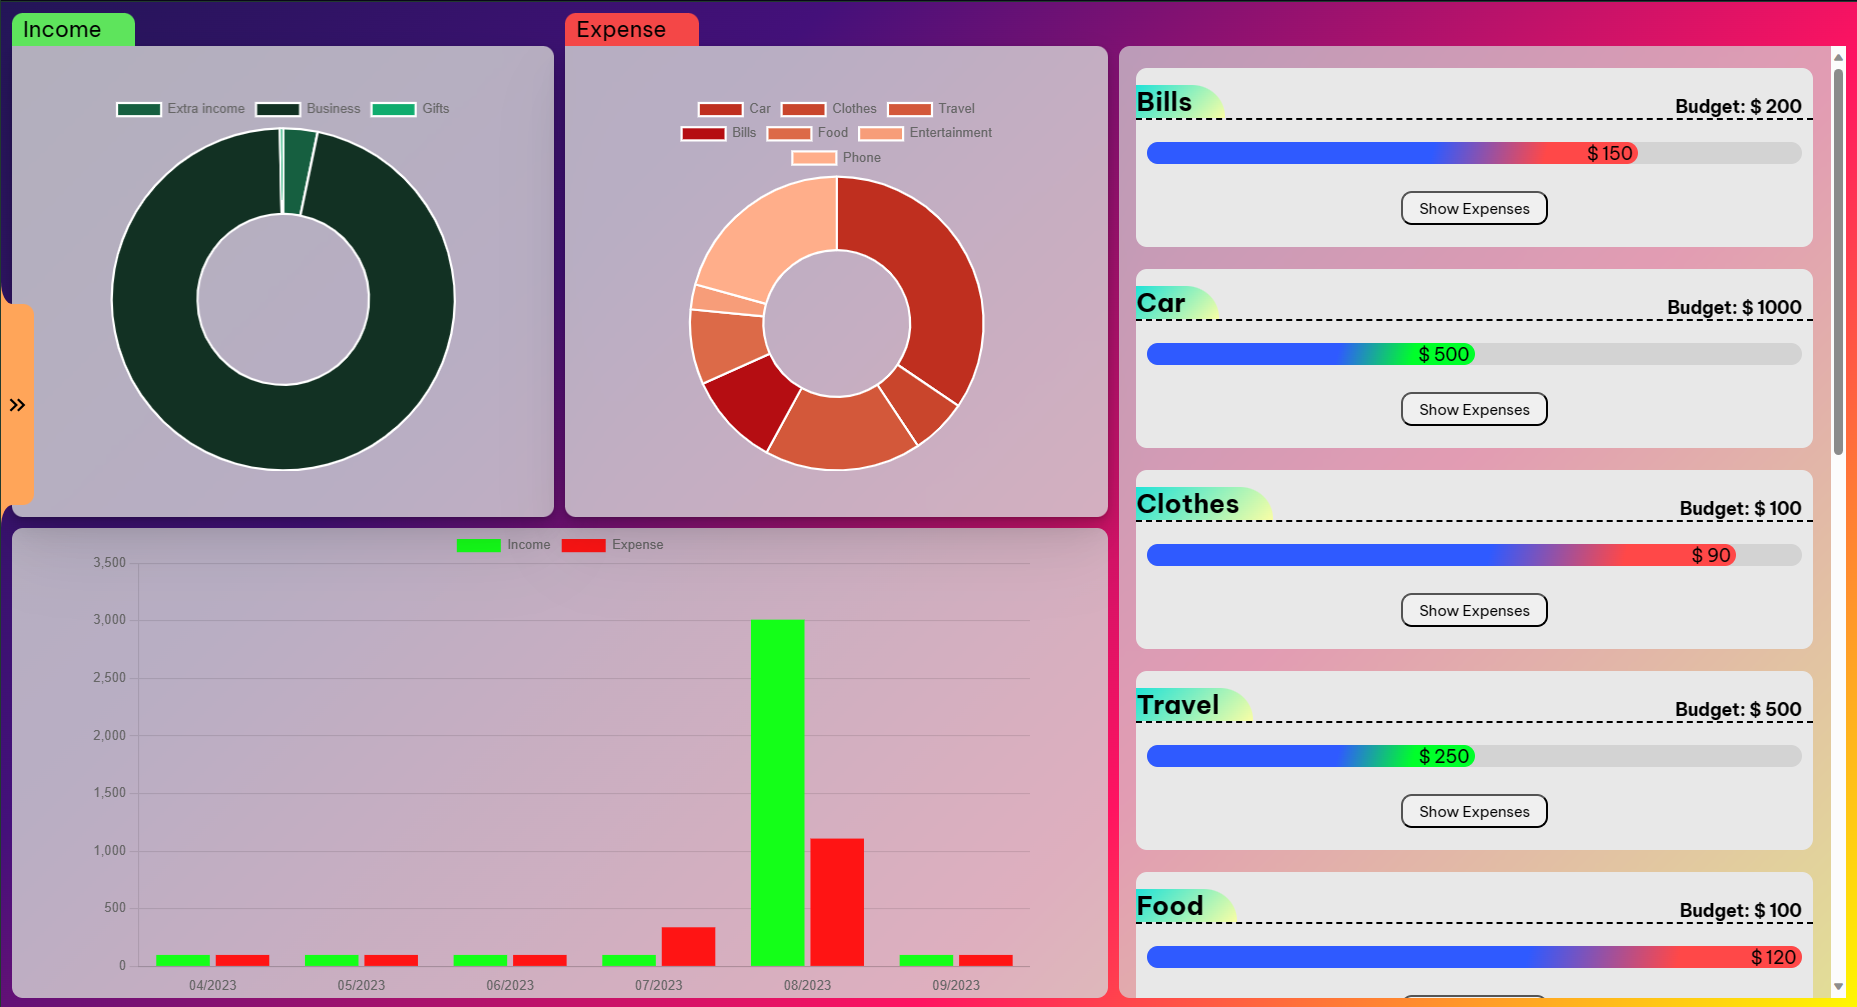 Income
Extra income Business Gifts
Expense
Car Clothes Travel
Bills Food Entertainment
Phone
Income Expense
3,500
3,000
2,500
2,000
1,500
1,000
500
0
04/2023 05/2023 06/2023 07/2023 08/2023 09/2023
Bills Budget: $ 200
$ 150
Show Expenses
Car Budget: $ 1000
$ 500
Show Expenses
Clothes Budget: $ 100
$ 90
Show Expenses
Travel Budget: $ 500
$ 250
Show Expenses
Food Budget: $ 100
$ 120